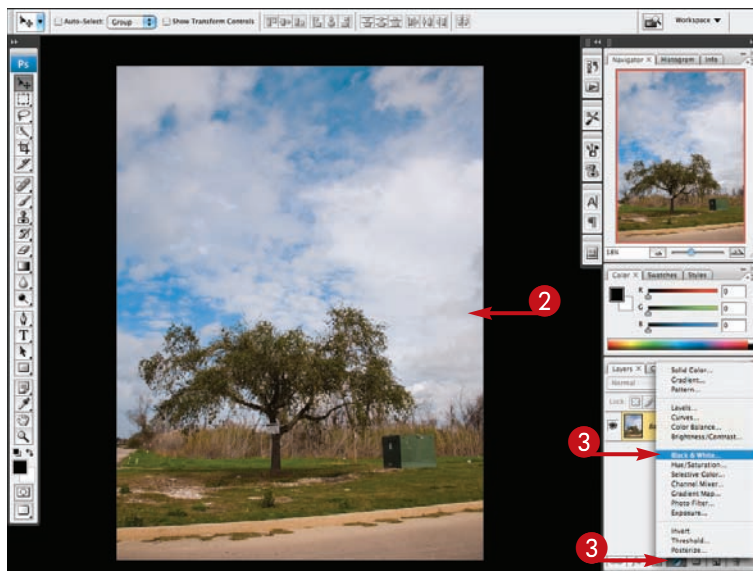 Auto-Select: Group Show Transform Controls
Workspace ▼
Ps
Navigator × Histogram Info
58%
Color × Swatches Styles
R 0
G 0
B 0
T
A
Layers ×
Normal
Lock:
Solid Color...
Gradient...
Pattern...
Levels...
Curves...
Color Balance...
Brightness/Contrast...
Black & White...
Hue/Saturation...
Selective Color...
Channel Mixer...
Gradient Map...
Photo Filter...
Exposure...
Invert
Threshold...
Posterize...
2
3
3